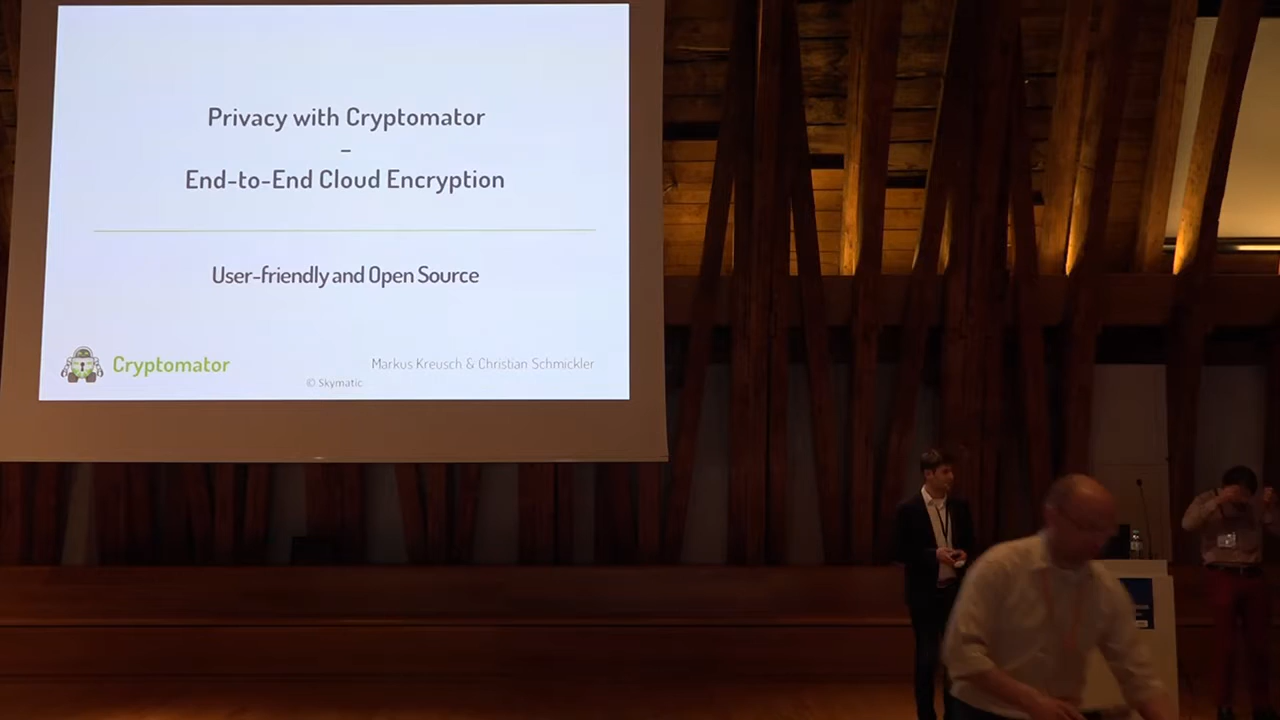 Privacy with Cryptomator
–
End-to-End Cloud Encryption
User-friendly and Open Source
Cryptomator
Markus Kreusch & Christian Schmickler
© Skymatic